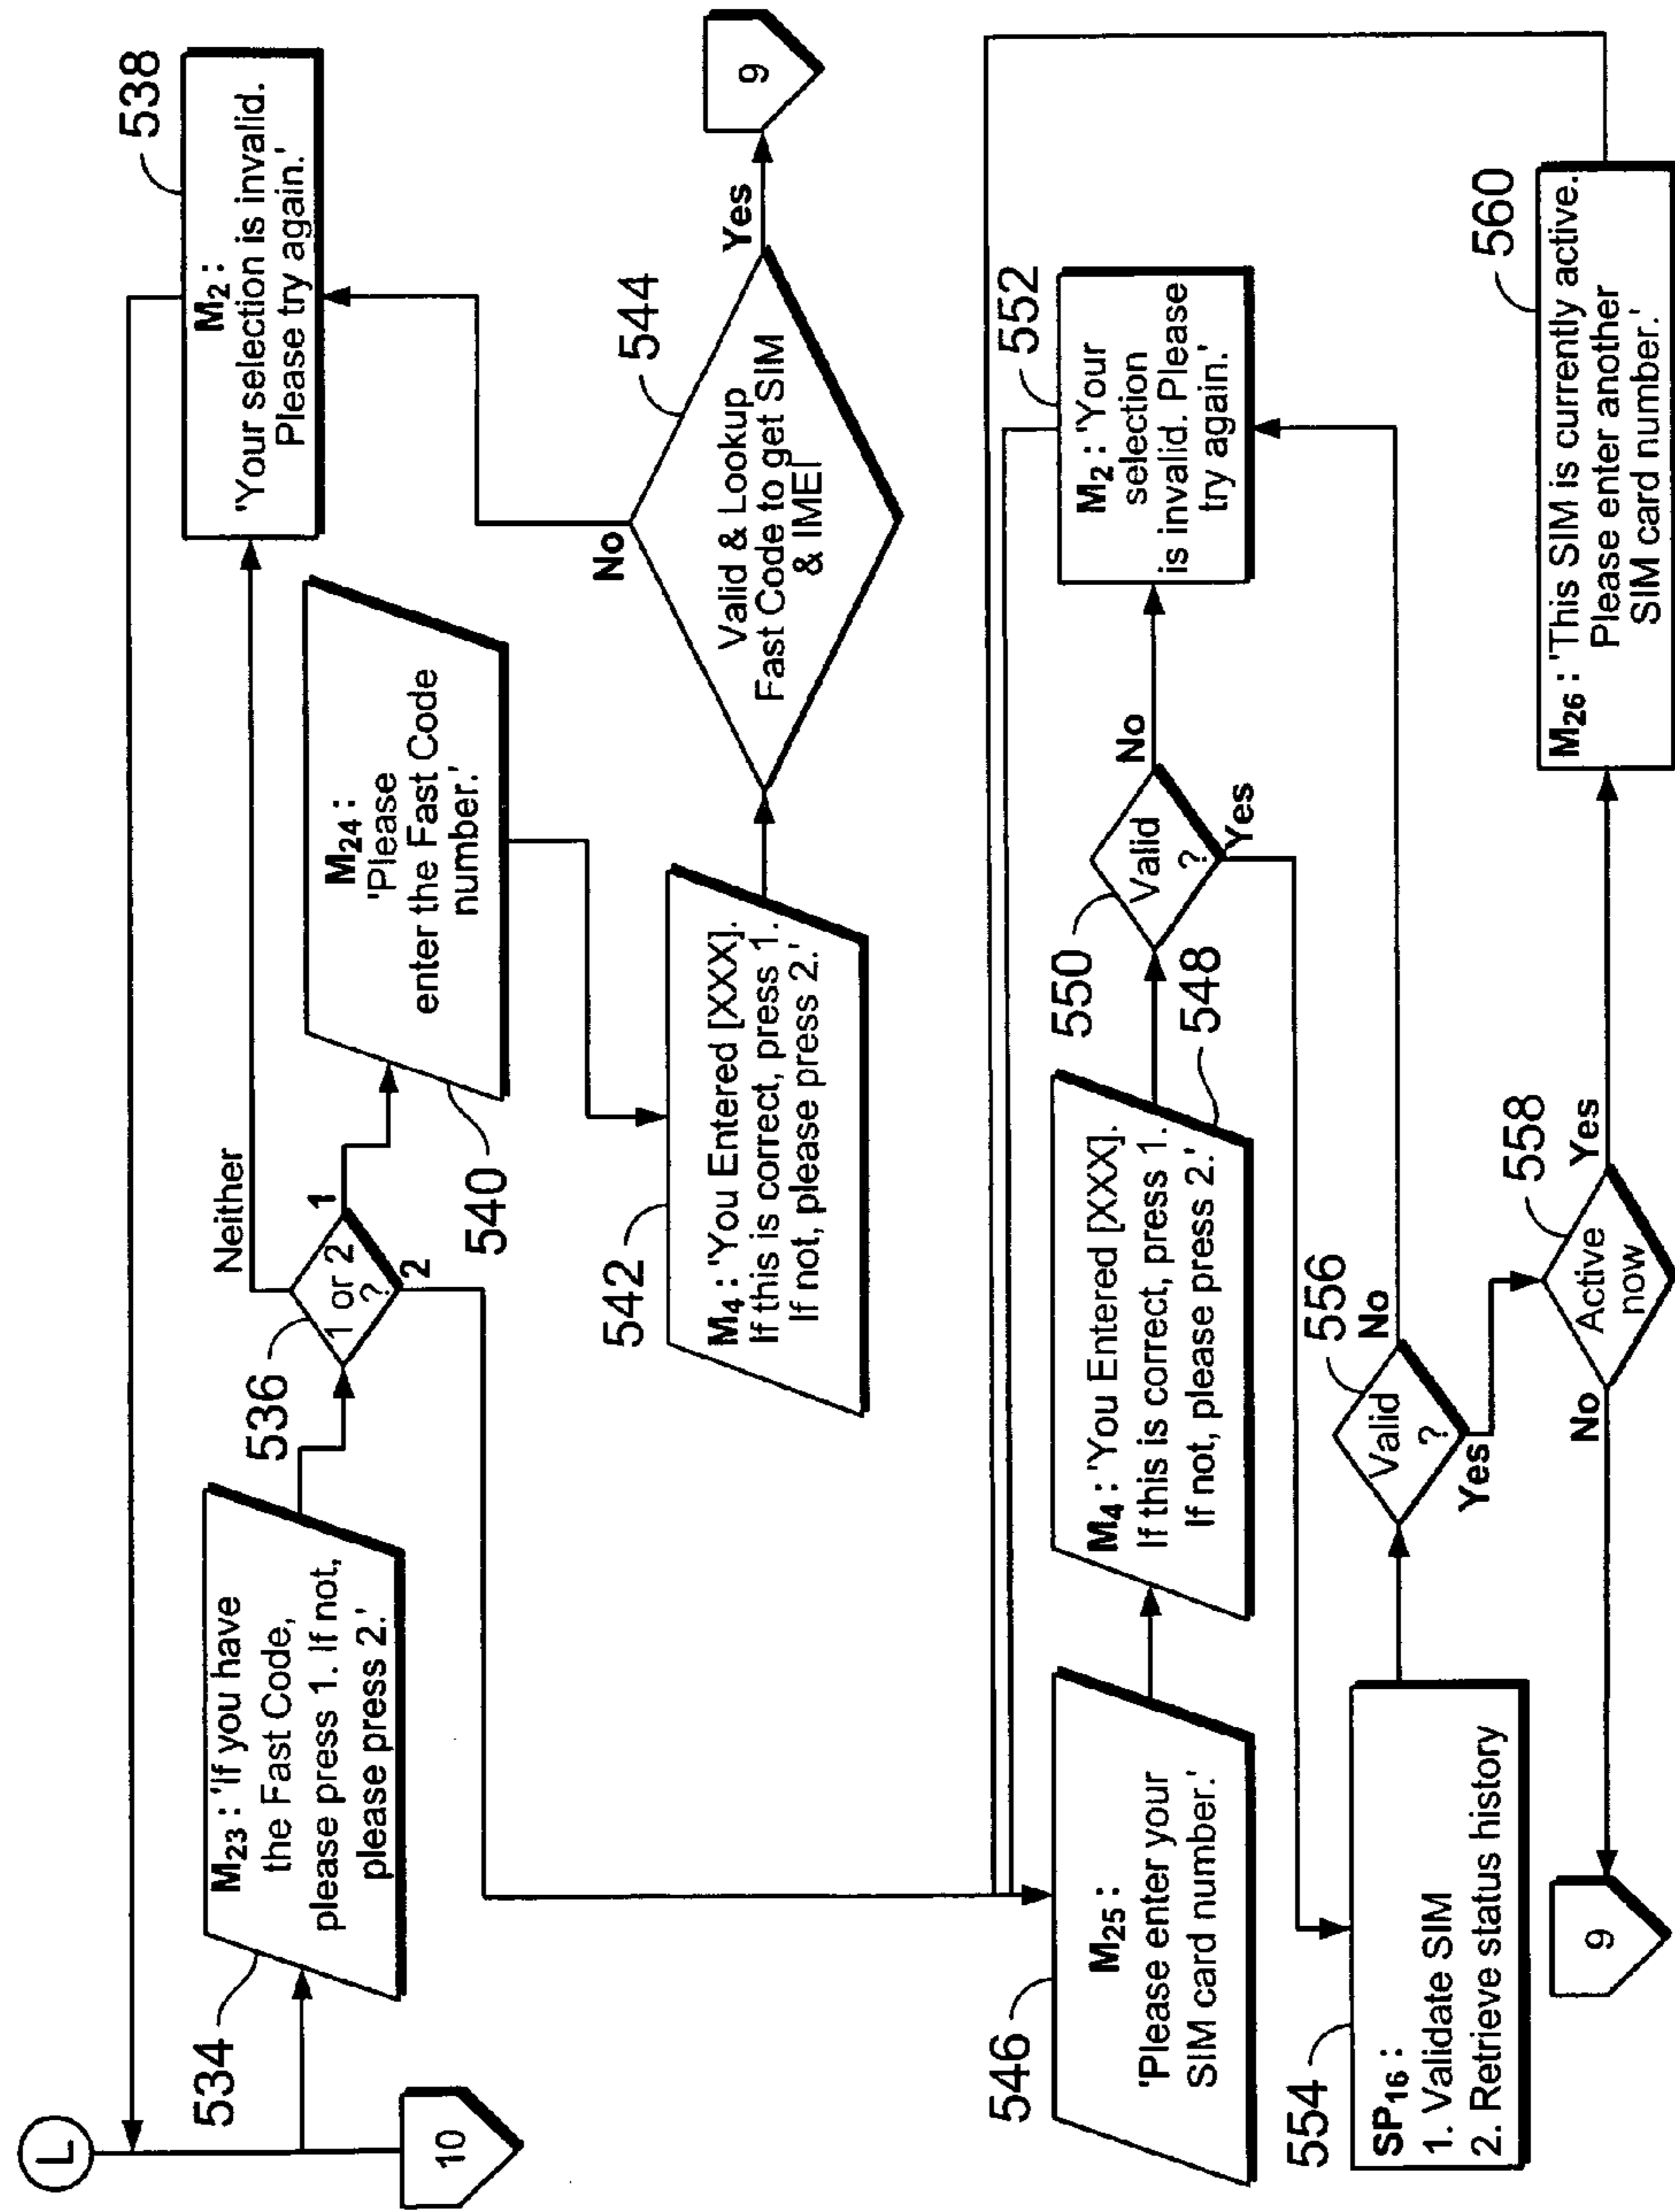 L
10
534
M23 : 'If you have
the Fast Code,
please press 1. If not,
please press 2.'
536
1 or 2
?
Neither
1
2
538
M2 :
'Your selection is invalid.
Please try again.'
540
M24 :
'Please
enter the Fast Code
number.'
542
M4 : 'You Entered [XXX].
If this is correct, press 1.
If not, please press 2.'
544
Valid & Lookup
Fast Code to get SIM
& IMEI
No
Yes
9
546
M25 :
'Please enter your
SIM card number.'
548
M4 : 'You Entered [XXX].
If this is correct, press 1.
If not, please press 2.'
550
Valid
?
No
Yes
552
M2 : 'Your
selection
is invalid. Please
try again.'
554
SP16 :
1. Validate SIM
2. Retrieve status history
556
Valid
?
No
Yes
558
Active
now
No
Yes
560
M26 : 'This SIM is currently active.
Please enter another
SIM card number.'
9